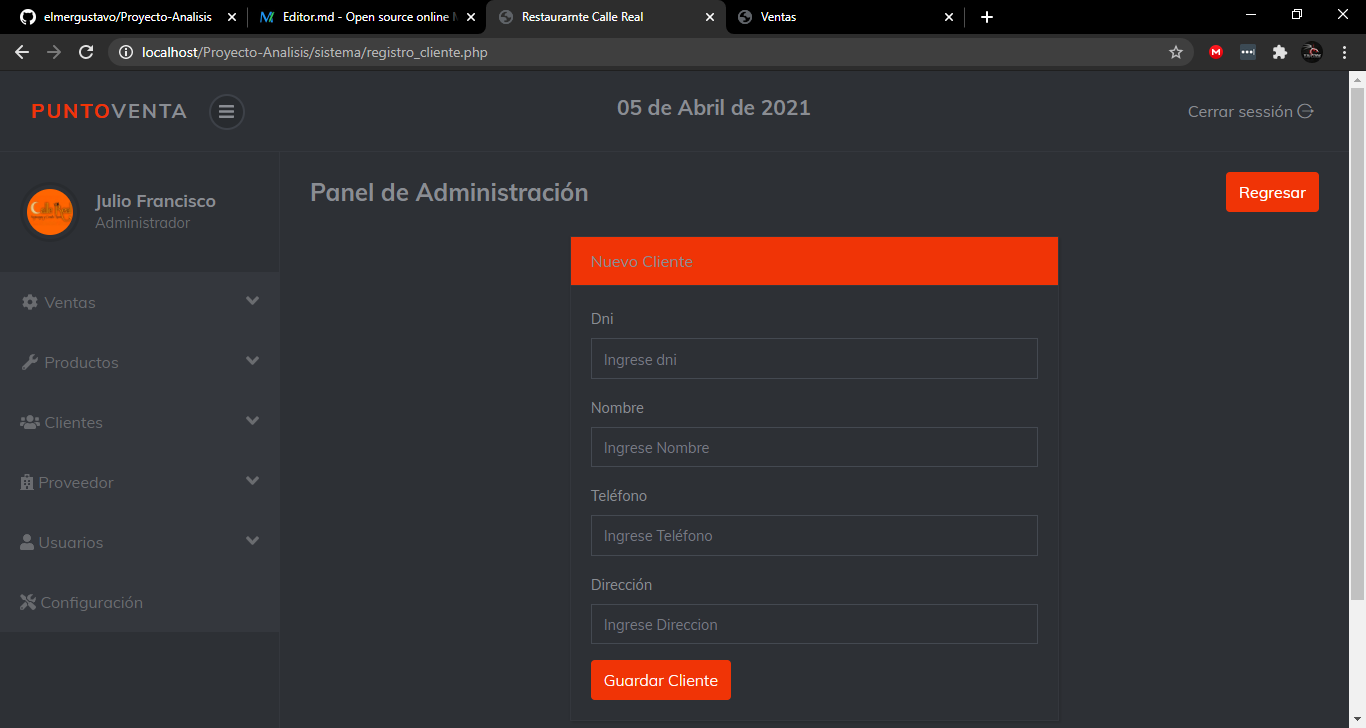 elmergustavo/Proyecto-Analisis
Editor.md - Open source online M
Restaurarnte Calle Real
Ventas
localhost/Proyecto-Analisis/sistema/registro_cliente.php
PUNTOVENTA
05 de Abril de 2021
Cerrar sessión
Julio Francisco
Administrador
Panel de Administración
Regresar
Ventas
Productos
Clientes
Proveedor
Usuarios
Configuración
Nuevo Cliente
Dni
Ingrese dni
Nombre
Ingrese Nombre
Teléfono
Ingrese Teléfono
Dirección
Ingrese Direccion
Guardar Cliente